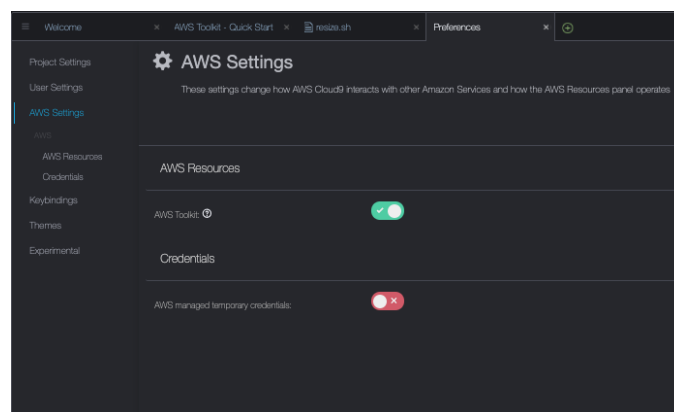 Welcome
AWS Toolkit - Quick Start
resize.sh
Preferences
Project Settings
User Settings
AWS Settings
AWS
AWS Resources
Credentials
Keybindings
Themes
Experimental
AWS Settings
These settings change how AWS Cloud9 interacts with other Amazon Services and how the AWS Resources panel operates
AWS Resources
AWS Toolkit:
Credentials
AWS managed temporary credentials: